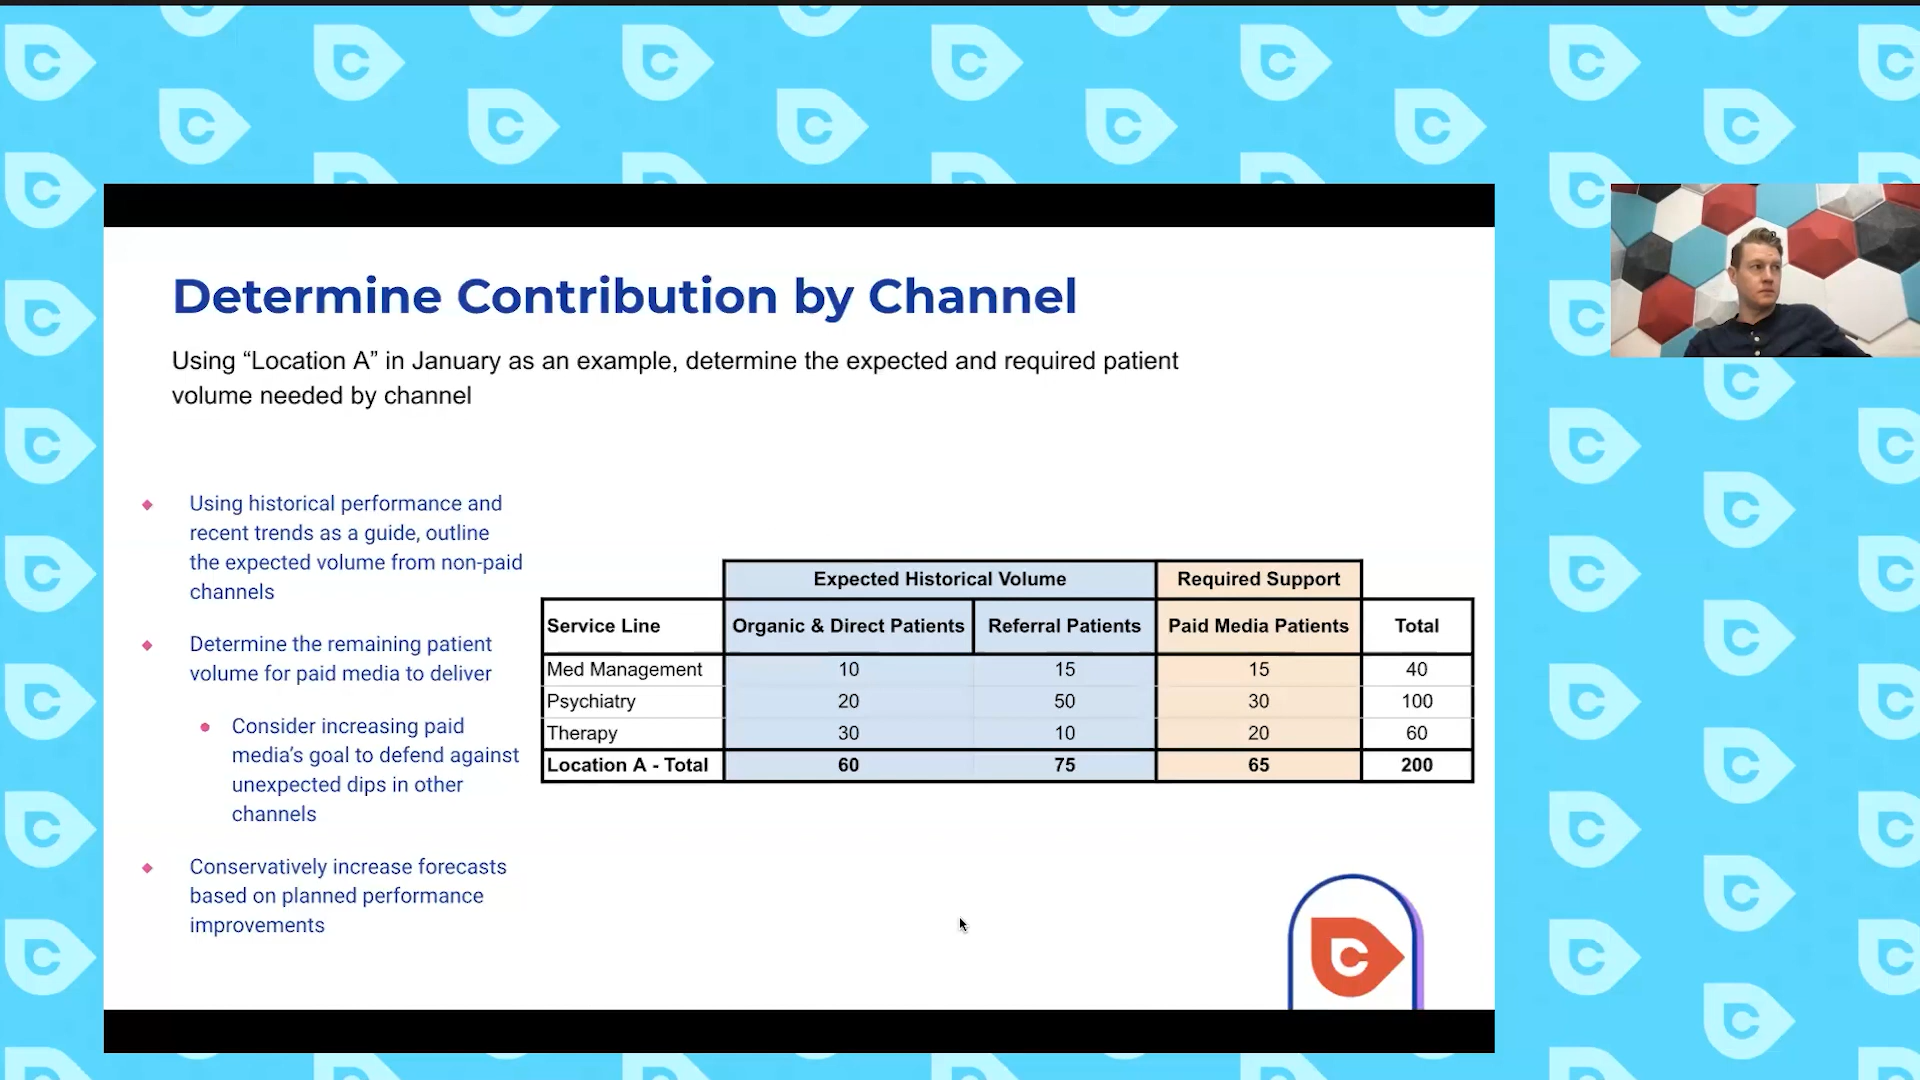 Determine Contribution by Channel
Using “Location A” in January as an example, determine the expected and required patient
volume needed by channel
Using historical performance and
recent trends as a guide, outline
the expected volume from non-paid
channels
Determine the remaining patient
volume for paid media to deliver
Consider increasing paid
media’s goal to defend against
unexpected dips in other
channels
Conservatively increase forecasts
based on planned performance
improvements
Expected Historical Volume Required Support
Service Line Organic & Direct Patients Referral Patients Paid Media Patients Total
Med Management 10 15 15 40
Psychiatry 20 50 30 100
Therapy 30 10 20 60
Location A - Total 60 75 65 200